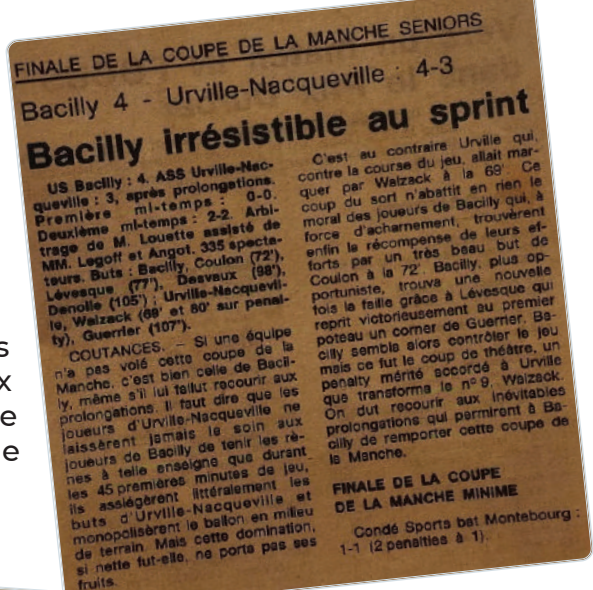 FINALE DE LA COUPE DE LA MANCHE SENIORS
Bacilly 4 - Urville-Nacqueville : 4-3
Bacilly irrésistible au sprint
US Bacilly : 4. ASS Urville-Nac-
queville : 3, après prolongations.
Première mi-temps : 0-0.
Deuxième mi-temps : 2-2. Arbi-
trage de M. Louette assisté de
MM. Legoff et Angot. 335 specta-
teurs. Buts : Bacilly, Coulon (72'),
Lévesque (77'), Desvaux (98'),
Denolle (105') ; Urville-Nacquevil-
le, Walzack (69' et 80' sur penal-
ty), Guerrier (107').
COUTANCES. – Si une équipe
n'a pas volé cette coupe de la
Manche, c'est bien celle de Bacil-
ly, même s'il lui fallut recourir aux
prolongations. Il faut dire que les
joueurs d'Urville-Nacqueville ne
laissèrent jamais le soin aux
joueurs de Bacilly de tenir les rê-
nes à telle enseigne que durant
les 45 premières minutes de jeu,
ils assiégèrent littéralement les
buts d'Urville-Nacqueville et
monopolisèrent le ballon en milieu
de terrain. Mais cette domination,
si nette fut-elle, ne porta pas ses
fruits.
C'est au contraire Urville qui,
contre la course du jeu, allait mar-
quer par Walzack à la 69'. Ce
coup du sort n'abattit en rien le
moral des joueurs de Bacilly qui, à
force d'acharnement, trouvèrent
enfin la récompense de leurs ef-
forts par un très beau but de
Coulon à la 72'. Bacilly, plus op-
portuniste, trouva une nouvelle
fois la faille grâce à Lévesque qui
reprit victorieusement au premier
poteau un corner de Guerrier. Ba-
cilly semble alors contrôler le jeu
mais ce fut le coup de théâtre, un
penalty mérité accordé à Urville
que transforma le n° 9, Walzack.
On dut recourir aux inévitables
prolongations qui permirent à Ba-
cilly de remporter cette coupe de
la Manche.
FINALE DE LA COUPE
DE LA MANCHE MINIME
Condé Sports bat Montebourg :
1-1 (2 penalties à 1).
s
x
e
e